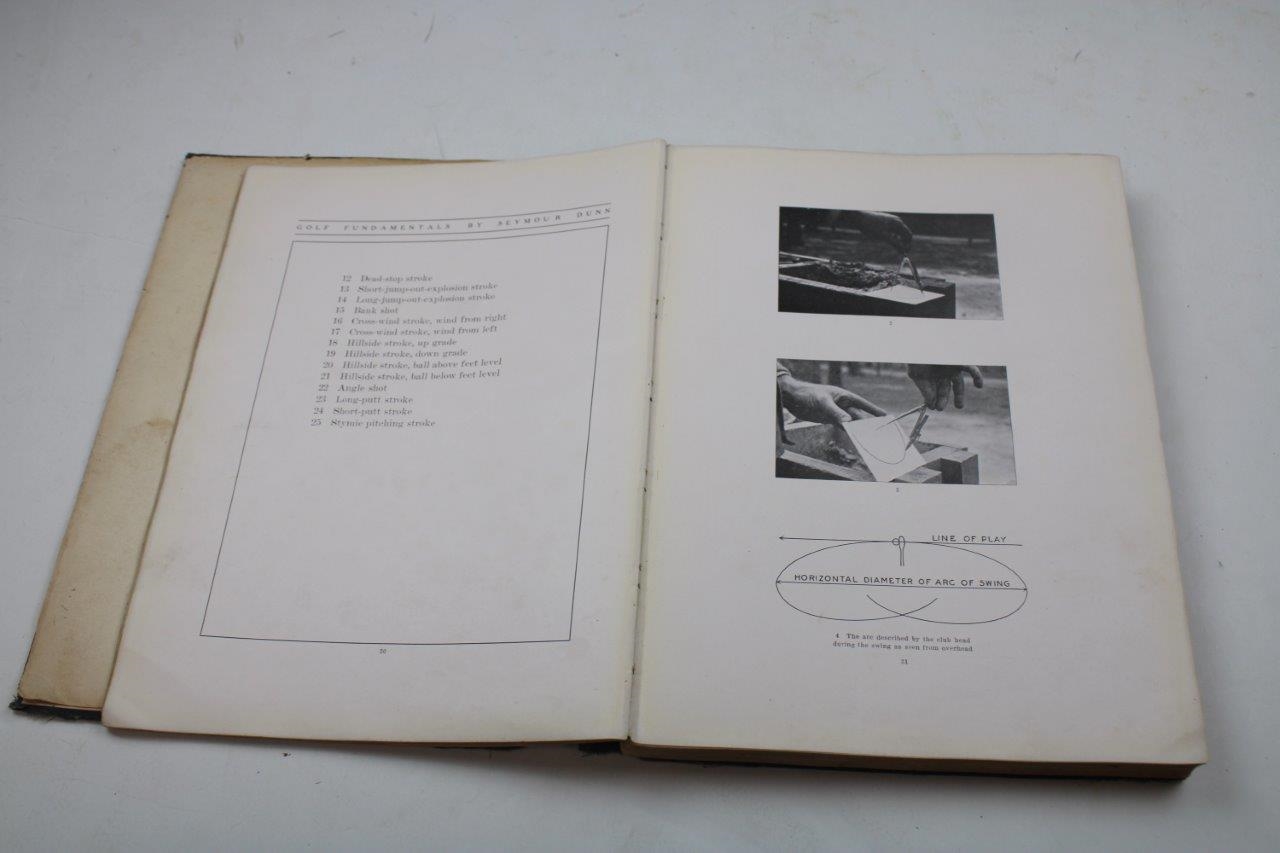 GOLF FUNDAMENTALS BY SEYMOUR DUNN
12 Dead-stop stroke
13 Short-jump-out-explosion stroke
14 Long-jump-out-explosion stroke
15 Bank shot
16 Cross-wind stroke, wind from right
17 Cross-wind stroke, wind from left
18 Hillside stroke, up grade
19 Hillside stroke, down grade
20 Hillside stroke, ball above feet level
21 Hillside stroke, ball below feet level
22 Angle shot
23 Long-putt stroke
24 Short-putt stroke
25 Stymie pitching stroke
20
2
3
LINE OF PLAY
HORIZONTAL DIAMETER OF ARC OF SWING
4 The arc described by the club head
during the swing as seen from overhead
21